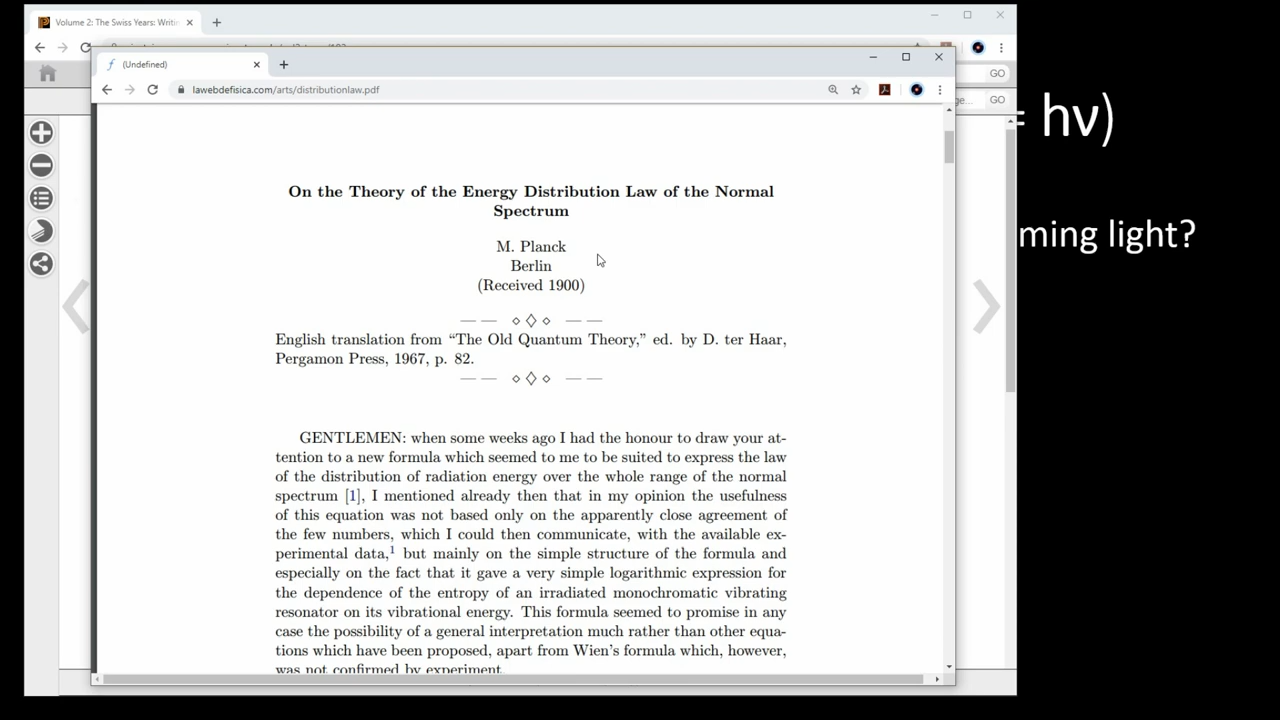 Volume 2: The Swiss Years: Writin
(Undefined)
lawebdefisica.com/arts/distributionlaw.pdf
GO
ge...
GO
= hν)
ming light?
On the Theory of the Energy Distribution Law of the Normal
Spectrum
M. Planck
Berlin
(Received 1900)
English translation from “The Old Quantum Theory,” ed. by D. ter Haar,
Pergamon Press, 1967, p. 82.
GENTLEMEN: when some weeks ago I had the honour to draw your at-
tention to a new formula which seemed to me to be suited to express the law
of the distribution of radiation energy over the whole range of the normal
spectrum [1], I mentioned already then that in my opinion the usefulness
of this equation was not based only on the apparently close agreement of
the few numbers, which I could then communicate, with the available ex-
perimental data,¹ but mainly on the simple structure of the formula and
especially on the fact that it gave a very simple logarithmic expression for
the dependence of the entropy of an irradiated monochromatic vibrating
resonator on its vibrational energy. This formula seemed to promise in any
case the possibility of a general interpretation much rather than other equa-
tions which have been proposed, apart from Wien’s formula which, however,
was not confirmed by experiment.